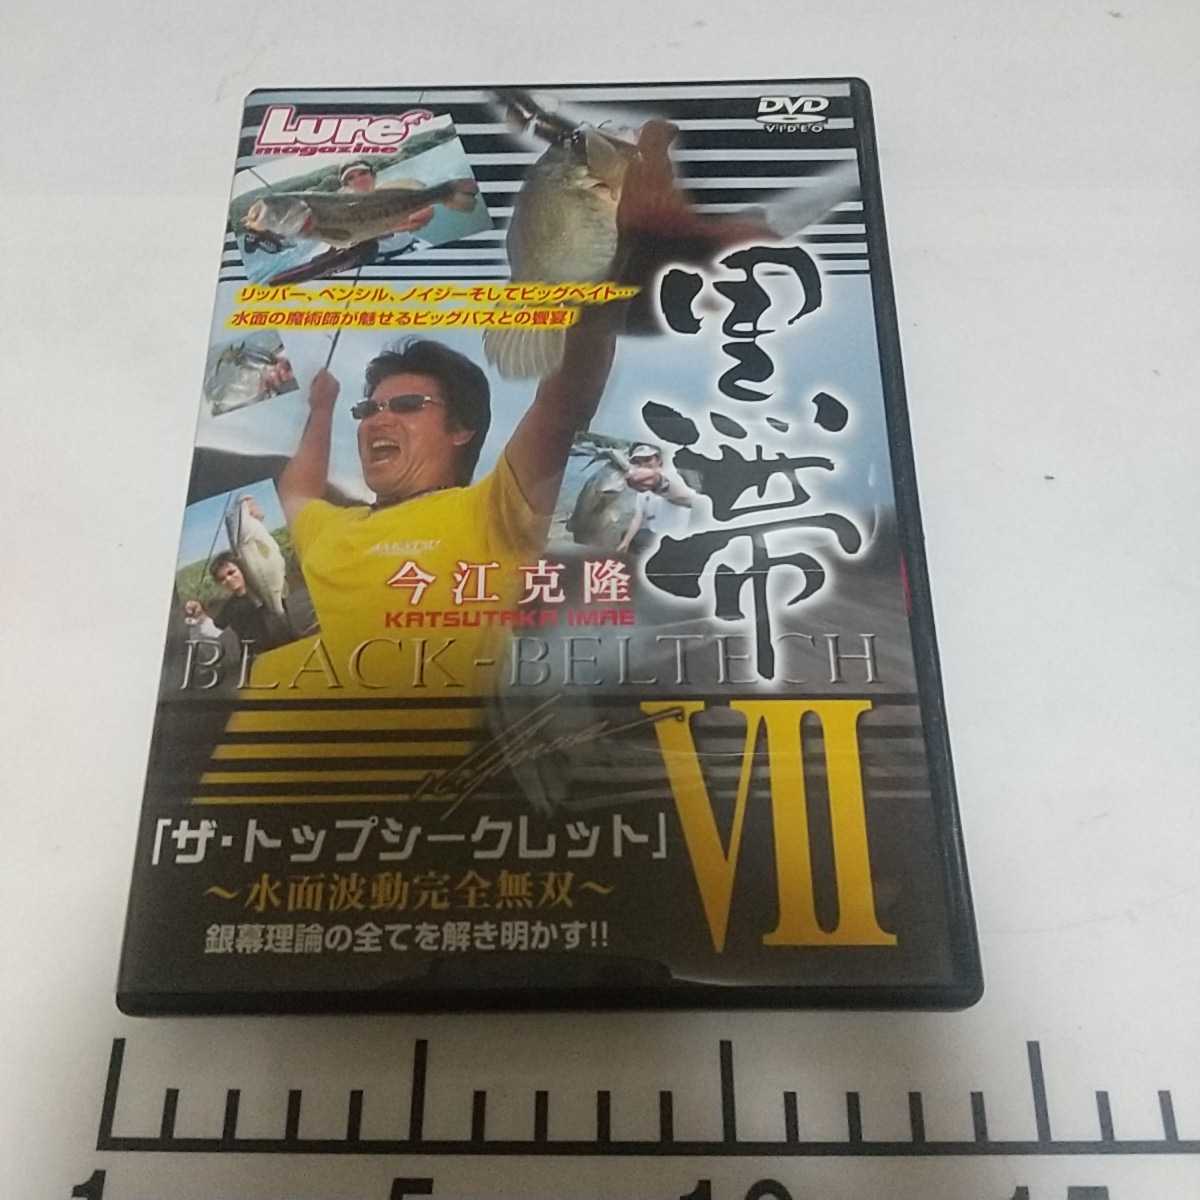 Lure
magazine
DVD
VIDEO
リッパー、ペンシル、ノイジーそしてビッグベイト…
水面の魔術師が魅せるビッグバスとの饗宴!
黒帯
今江克隆
KATSUTAKA IMAE
BLACK-BELTECH
VII
「ザ・トップシークレット」
～水面波動完全無双～
銀幕理論の全てを解き明かす!!
1 5 10 15